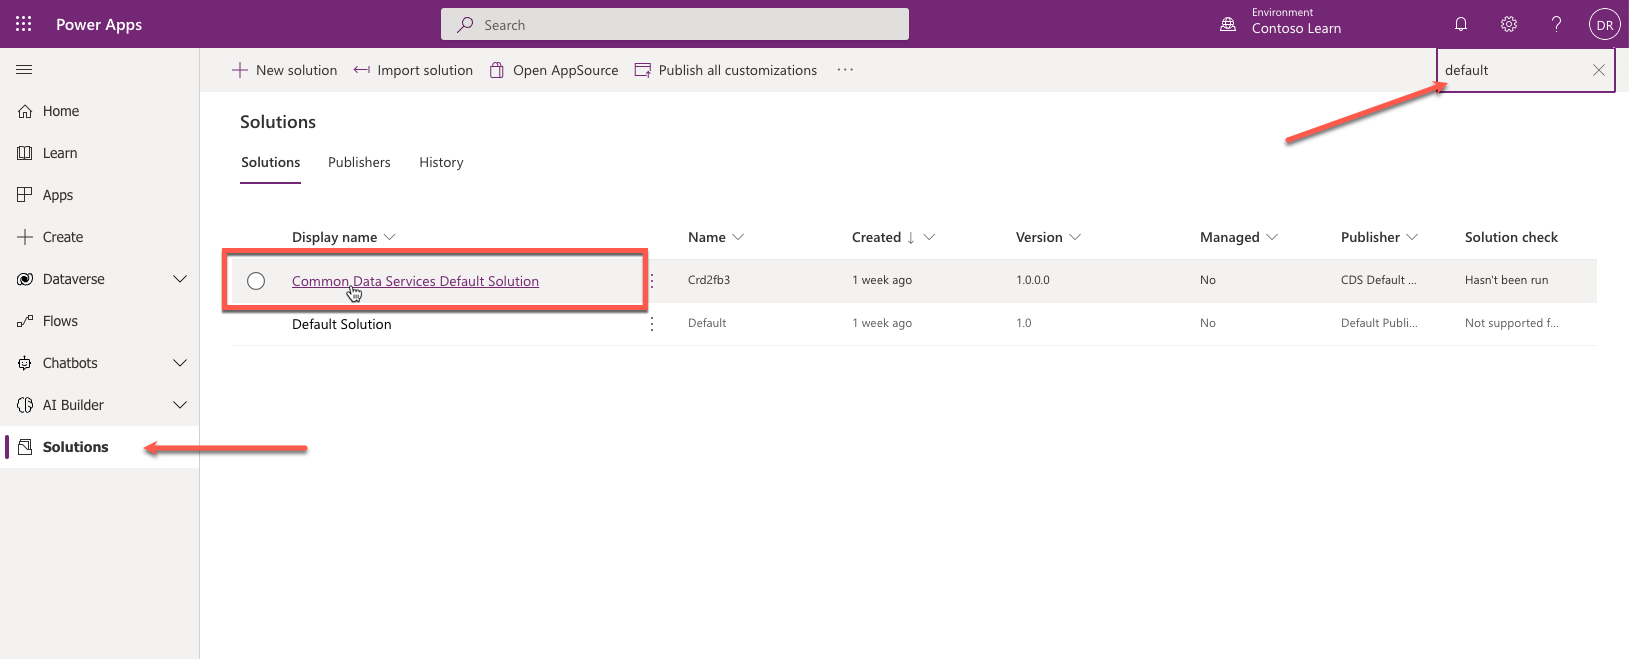 Power Apps
Search
Environment
Contoso Learn
?
DR
New solution
Import solution
Open AppSource
Publish all customizations
...
default
Home
Learn
Apps
Create
Dataverse
Flows
Chatbots
AI Builder
Solutions
Solutions
Solutions Publishers History
Display name Name Created ↓ Version Managed Publisher Solution check
Common Data Services Default Solution Crd2fb3 1 week ago 1.0.0.0 No CDS Default ... Hasn't been run
Default Solution Default 1 week ago 1.0 No Default Publi... Not supported f...